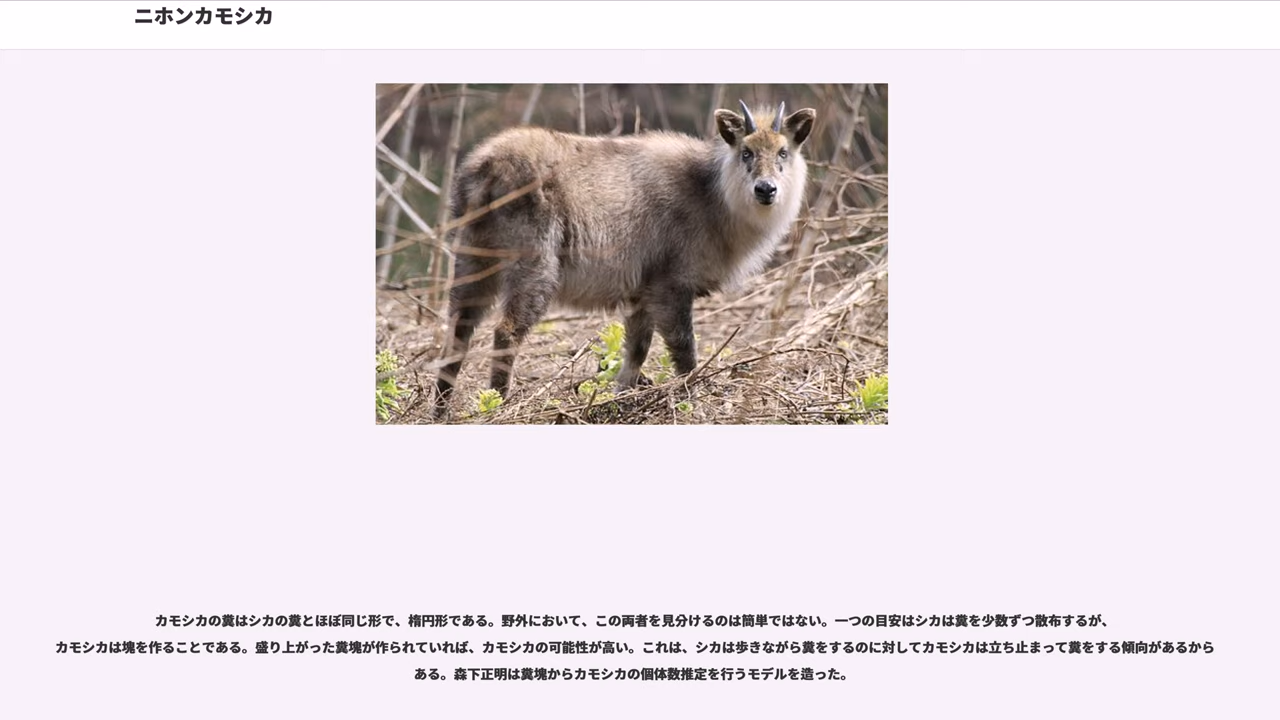 ニホンカモシカ
カモシカの糞はシカの糞とほぼ同じ形で、楕円形である。野外において、この両者を見分けるのは簡単ではない。一つの目安はシカは糞を少数ずつ散布するが、
カモシカは塊を作ることである。盛り上がった糞塊が作られていれば、カモシカの可能性が高い。これは、シカは歩きながら糞をするのに対してカモシカは立ち止まって糞をする傾向があるから
ある。森下正明は糞塊からカモシカの個体数推定を行うモデルを造った。